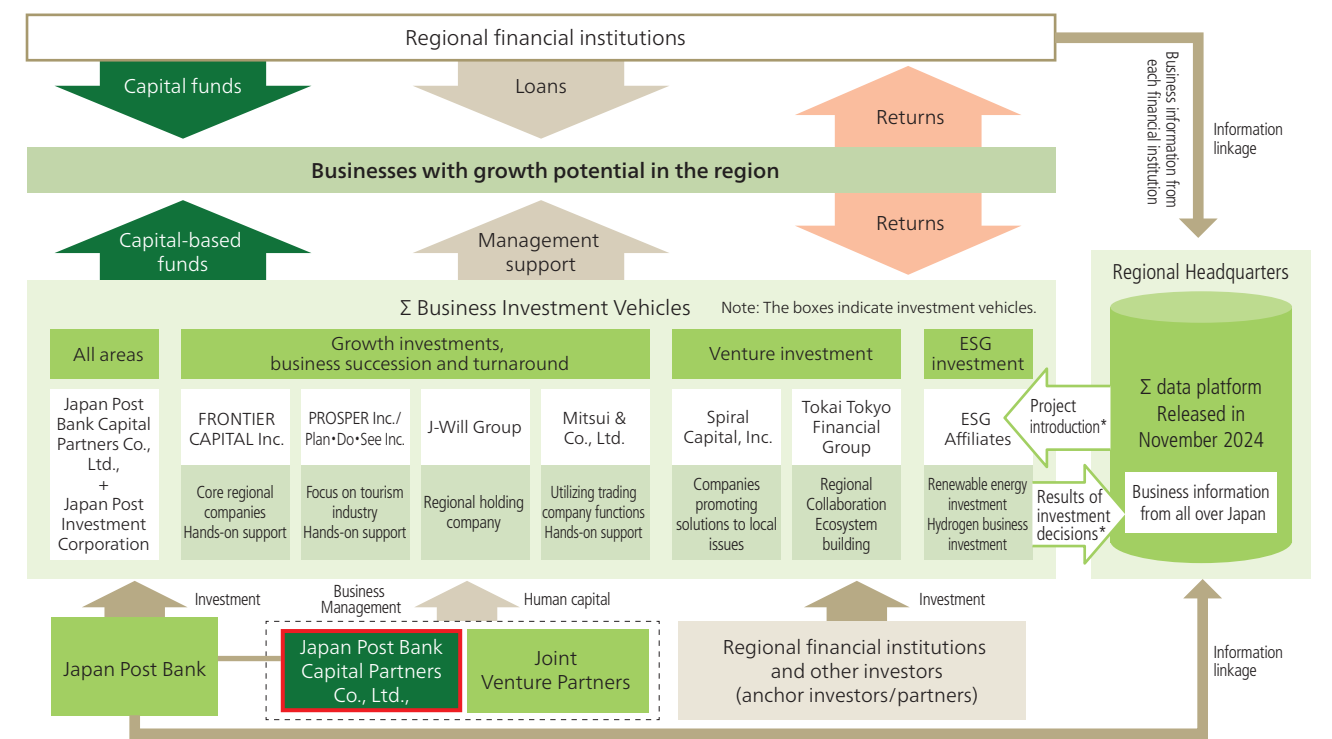 Regional financial institutions
Capital funds
Loans
Returns
Business information from
each financial institution
Information
linkage
Businesses with growth potential in the region
Capital-based
funds
Management
support
Returns
Regional Headquarters
Σ Business Investment Vehicles
Note: The boxes indicate investment vehicles.
All areas
Growth investments,
business succession and turnaround
Venture investment
ESG
investment
Japan Post
Bank Capital
Partners Co.,
Ltd.,
+
Japan Post
Investment
Corporation
FRONTIER
CAPITAL Inc.
Core regional
companies
Hands-on support
PROSPER Inc./
Plan•Do•See Inc.
Focus on tourism
industry
Hands-on support
J-Will Group
Regional holding
company
Mitsui &
Co., Ltd.
Utilizing trading
company functions
Hands-on support
Spiral
Capital, Inc.
Companies
promoting
solutions to local
issues
Tokai Tokyo
Financial
Group
Regional
Collaboration
Ecosystem
building
ESG
Affiliates
Renewable energy
investment
Hydrogen business
investment
Project
introduction*
Results of
investment
decisions*
Σ data platform
Released in
November 2024
Business information
from all over Japan
Investment
Business
Management
Human capital
Investment
Japan Post Bank
Japan Post Bank
Capital Partners
Co., Ltd.,
Joint
Venture Partners
Regional financial institutions
and other investors
(anchor investors/partners)
Information
linkage